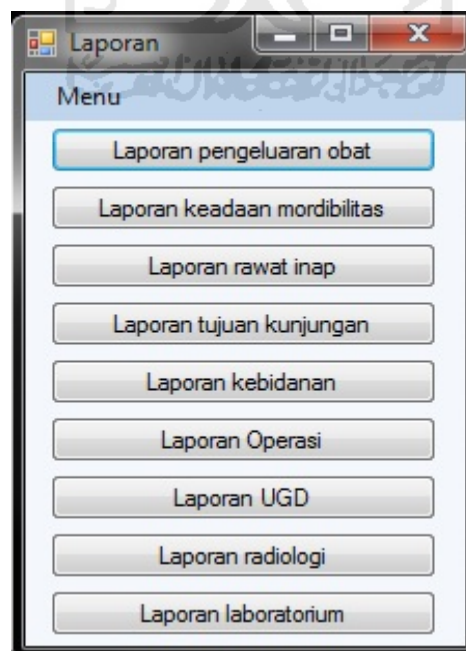 Laporan
Menu
Laporan pengeluaran obat
Laporan keadaan mordibilitas
Laporan rawat inap
Laporan tujuan kunjungan
Laporan kebidanan
Laporan Operasi
Laporan UGD
Laporan radiologi
Laporan laboratorium